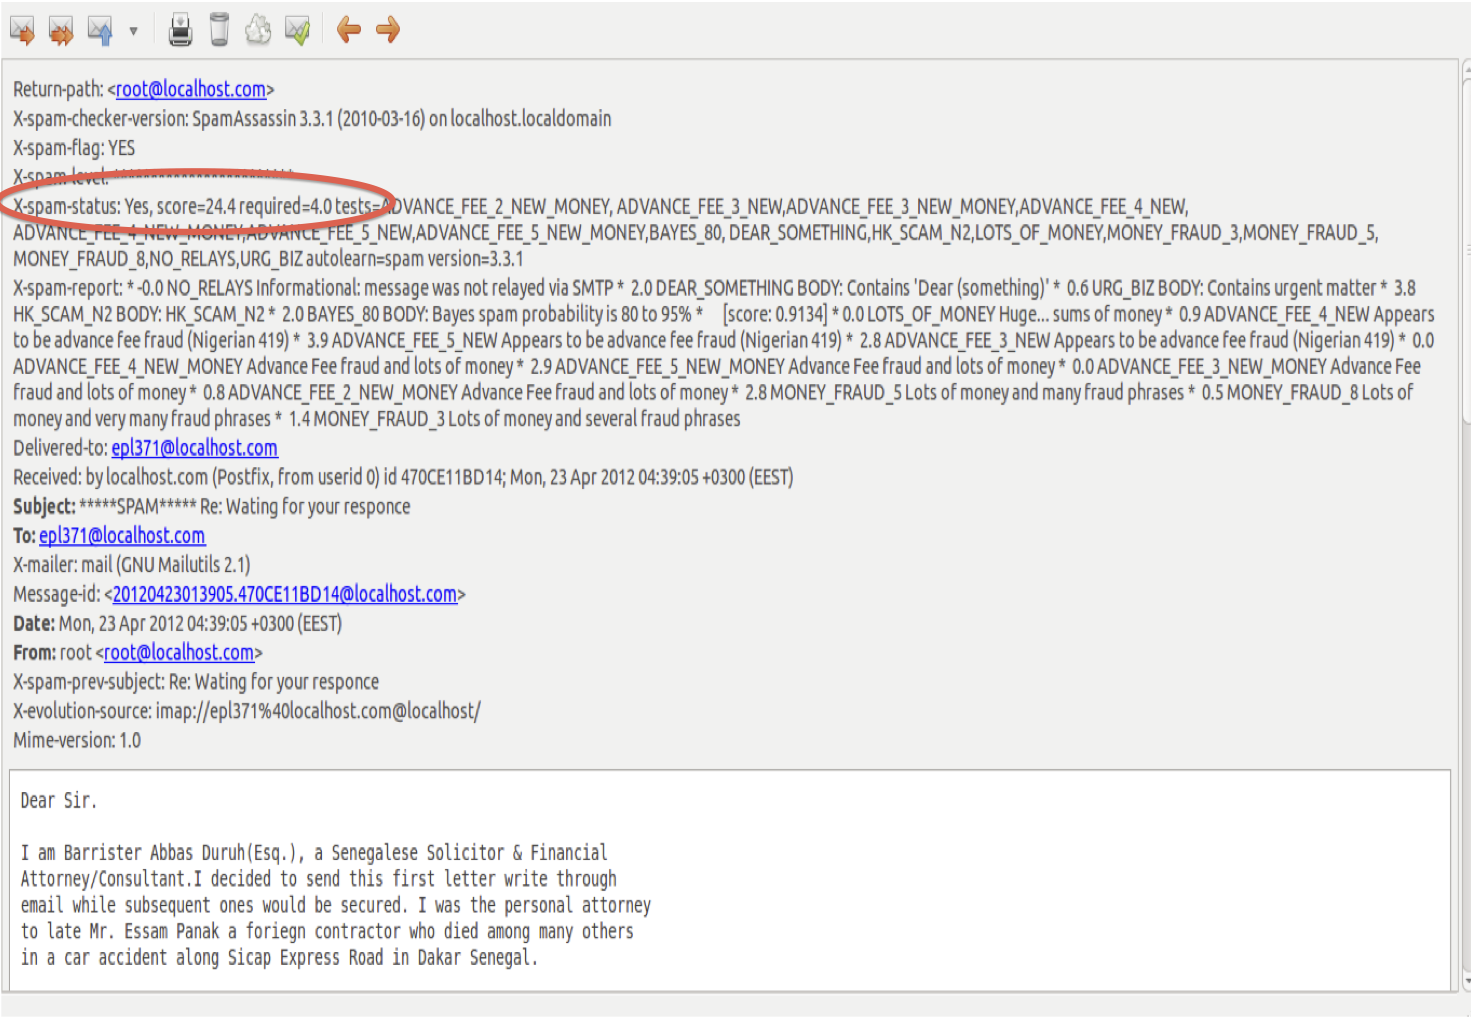 Return-path: <root@localhost.com>
X-spam-checker-version: SpamAssassin 3.3.1 (2010-03-16) on localhost.localdomain
X-spam-flag: YES
X-spam-level:
X-spam-status: Yes, score=24.4 required=4.0 tests=ADVANCE_FEE_2_NEW_MONEY, ADVANCE_FEE_3_NEW,ADVANCE_FEE_3_NEW_MONEY,ADVANCE_FEE_4_NEW,
ADVANCE_FEE_4_NEW_MONEY,ADVANCE_FEE_5_NEW,ADVANCE_FEE_5_NEW_MONEY,BAYES_80, DEAR_SOMETHING,HK_SCAM_N2,LOTS_OF_MONEY,MONEY_FRAUD_3,MONEY_FRAUD_5,
MONEY_FRAUD_8,NO_RELAYS,URG_BIZ autolearn=spam version=3.3.1
X-spam-report: * -0.0 NO_RELAYS Informational: message was not relayed via SMTP * 2.0 DEAR_SOMETHING BODY: Contains 'Dear (something)' * 0.6 URG_BIZ BODY: Contains urgent matter * 3.8
HK_SCAM_N2 BODY: HK_SCAM_N2 * 2.0 BAYES_80 BODY: Bayes spam probability is 80 to 95% * [score: 0.9134] * 0.0 LOTS_OF_MONEY Huge... sums of money * 0.9 ADVANCE_FEE_4_NEW Appears
to be advance fee fraud (Nigerian 419) * 3.9 ADVANCE_FEE_5_NEW Appears to be advance fee fraud (Nigerian 419) * 2.8 ADVANCE_FEE_3_NEW Appears to be advance fee fraud (Nigerian 419) * 0.0
ADVANCE_FEE_4_NEW_MONEY Advance Fee fraud and lots of money * 2.9 ADVANCE_FEE_5_NEW_MONEY Advance Fee fraud and lots of money * 0.0 ADVANCE_FEE_3_NEW_MONEY Advance Fee
fraud and lots of money * 0.8 ADVANCE_FEE_2_NEW_MONEY Advance Fee fraud and lots of money * 2.8 MONEY_FRAUD_5 Lots of money and many fraud phrases * 0.5 MONEY_FRAUD_8 Lots of
money and very many fraud phrases * 1.4 MONEY_FRAUD_3 Lots of money and several fraud phrases
Delivered-to: epl371@localhost.com
Received: by localhost.com (Postfix, from userid 0) id 470CE11BD14; Mon, 23 Apr 2012 04:39:05 +0300 (EEST)
Subject: *****SPAM***** Re: Wating for your responce
To: epl371@localhost.com
X-mailer: mail (GNU Mailutils 2.1)
Message-id: <20120423013905.470CE11BD14@localhost.com>
Date: Mon, 23 Apr 2012 04:39:05 +0300 (EEST)
From: root <root@localhost.com>
X-spam-prev-subject: Re: Wating for your responce
X-evolution-source: imap://epl371%40localhost.com@localhost/
Mime-version: 1.0
Dear Sir.
I am Barrister Abbas Duruh(Esq.), a Senegalese Solicitor & Financial
Attorney/Consultant.I decided to send this first letter write through
email while subsequent ones would be secured. I was the personal attorney
to late Mr. Essam Panak a foriegn contractor who died among many others
in a car accident along Sicap Express Road in Dakar Senegal.